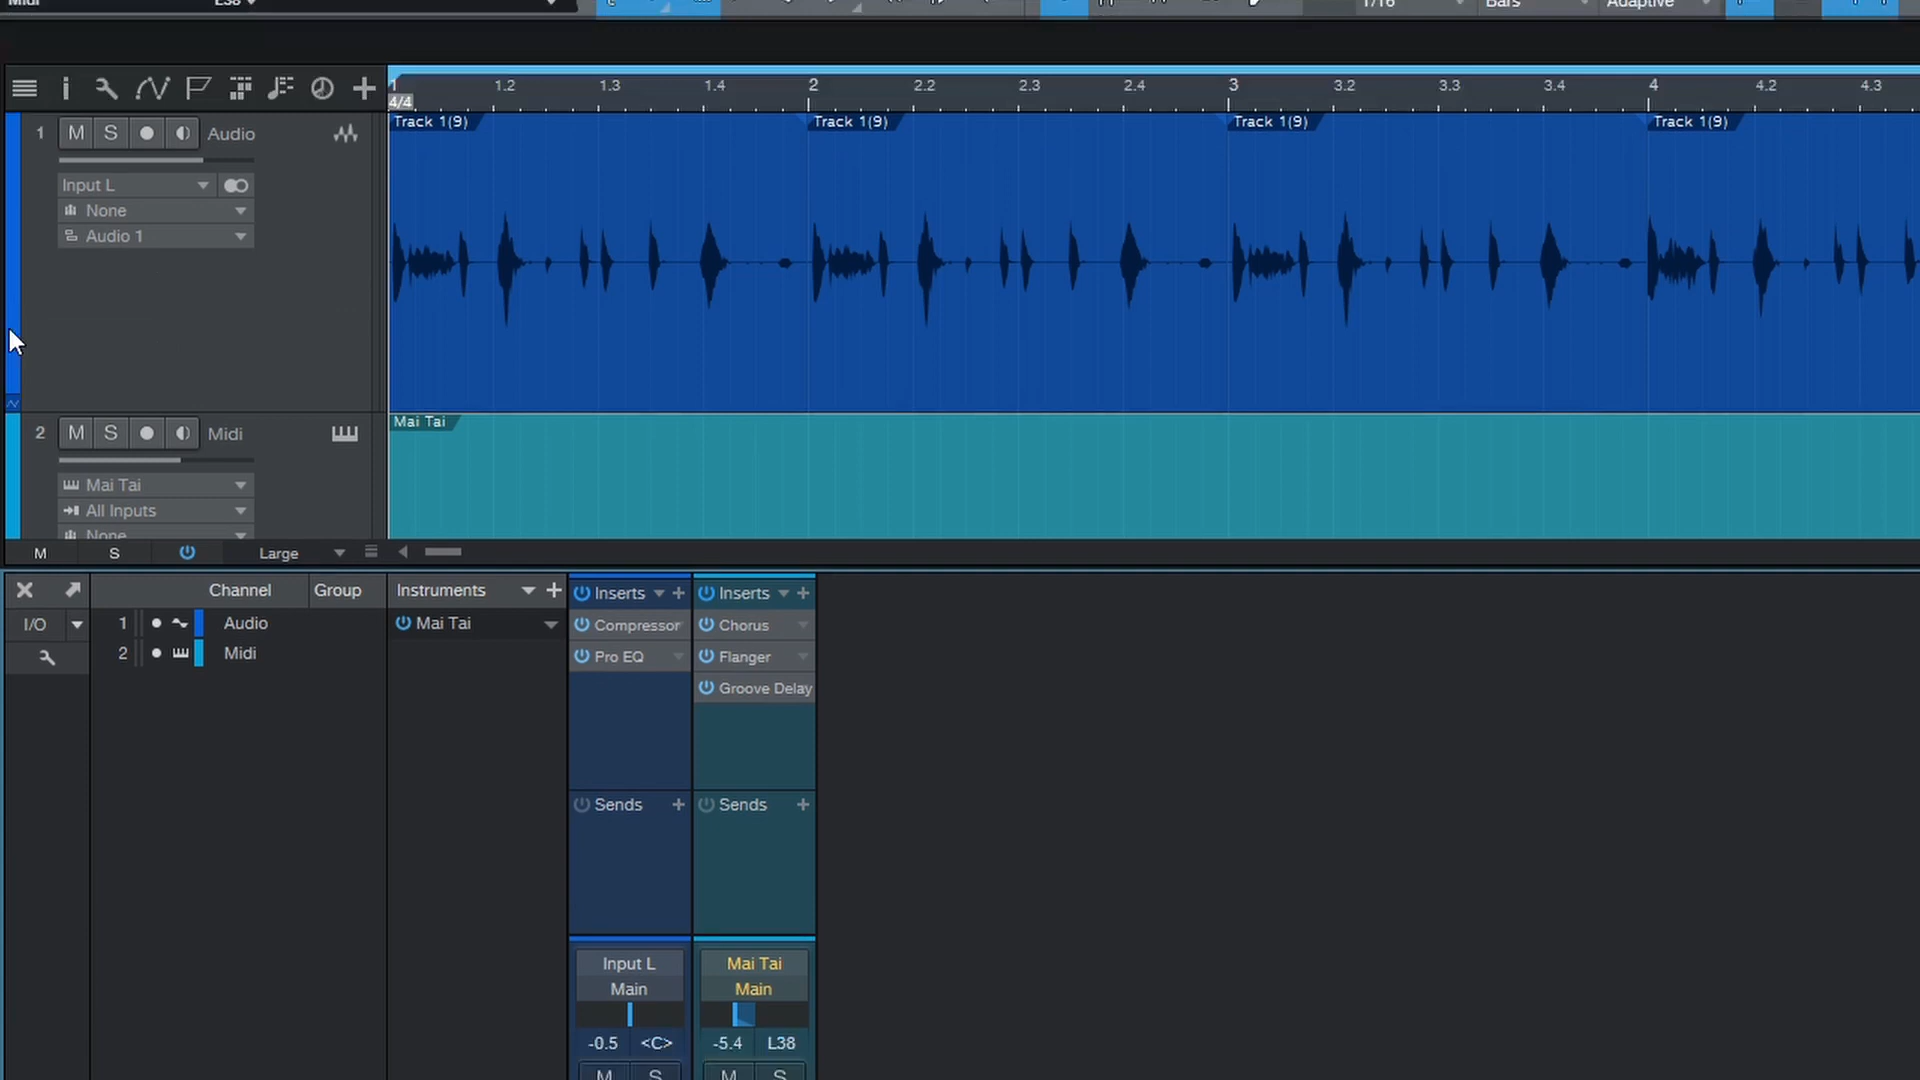 Midi L38 1/16 Bars Adaptive
1 1.2 1.3 1.4 2 2.2 2.3 2.4 3 3.2 3.3 3.4 4 4.2 4.3
4/4
1 M S Audio
Track 1(9) Track 1(9) Track 1(9) Track 1(9)
Input L
None
Audio 1
Mai Tai
2 M S Midi
Mai Tai
All Inputs
None
M S Large
Channel Group Instruments Inserts Inserts
I/O 1 Audio Mai Tai Compressor Chorus
2 Midi Pro EQ Flanger
Groove Delay
Sends Sends
Input L Mai Tai
Main Main
-0.5 <C> -5.4 L38
M S M S